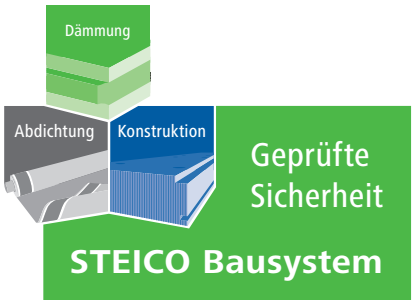 Dämmung
Abdichtung
Konstruktion
Geprüfte
Sicherheit
STEICO Bausystem